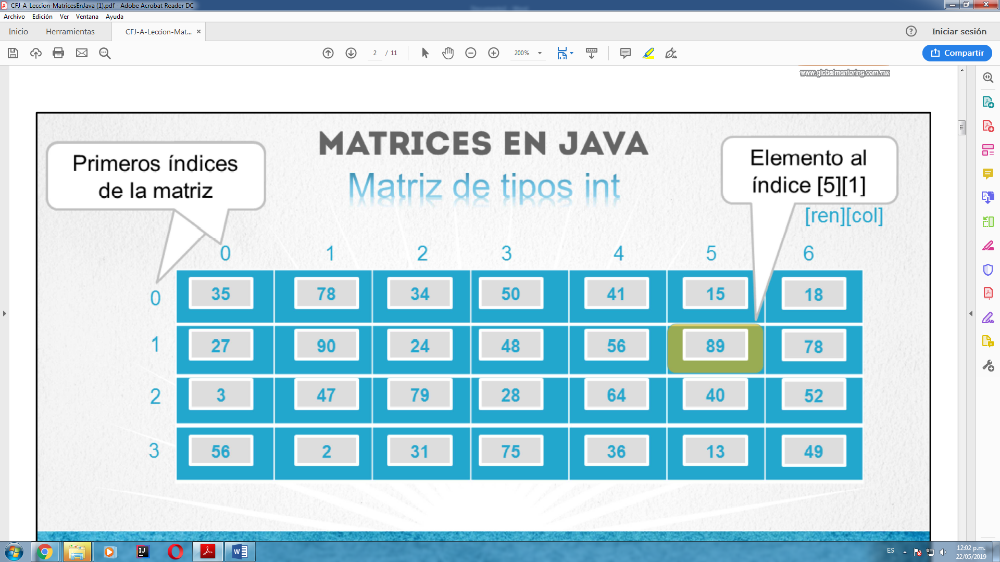 CFJ-A-Leccion-MatricesEnJava (1).pdf - Adobe Acrobat Reader DC
Archivo Edición Ver Ventana Ayuda
Inicio Herramientas CFJ-A-Leccion-Mat... × Iniciar sesión
2 / 11 200% Compartir
www.globalmentoring.com.mx
MATRICES EN JAVA
Matriz de tipos int
Primeros índices
de la matriz
Elemento al
índice [5][1]
[ren][col]
0 1 2 3 4 5 6
0 35 78 34 50 41 15 18
1 27 90 24 48 56 89 78
2 3 47 79 28 64 40 52
3 56 2 31 75 36 13 49
ES 12:02 p.m.
22/05/2019